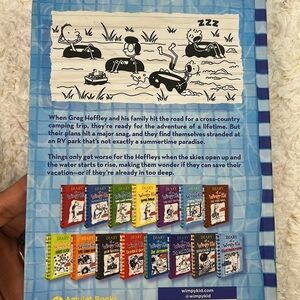 ZZZ
When Greg Heffley and his family hit the road for a cross-country
camping trip, they're ready for the adventure of a lifetime. But
their plans hit a major snag, and they find themselves stranded at
an RV park that's not exactly a summertime paradise.
Things only get worse for the Heffleys when the skies open up and
the water starts to rise, making them wonder if they can save their
vacation—or if they're already in too deep.
Amulet Books
wimpykid.com
@wimpykid